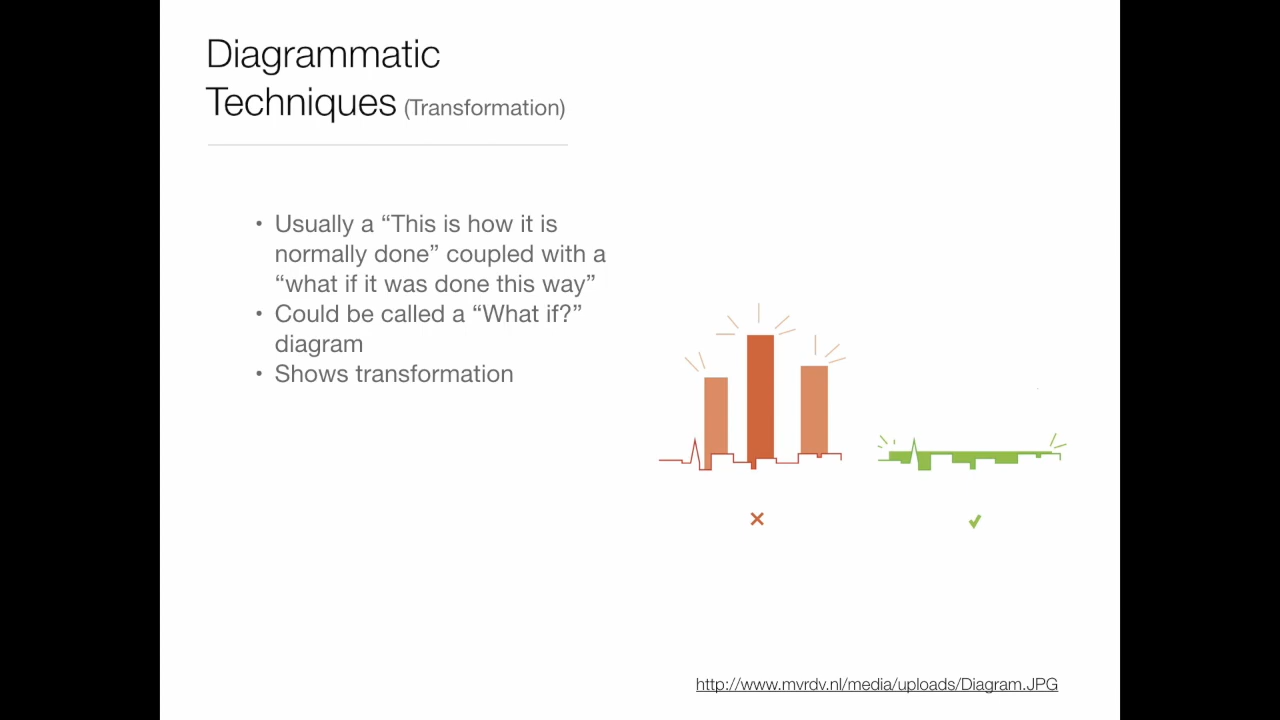 Diagrammatic
Techniques (Transformation)
• Usually a “This is how it is
normally done” coupled with a
“what if it was done this way”
• Could be called a “What if?”
diagram
• Shows transformation
http://www.mvrdv.nl/media/uploads/Diagram.JPG